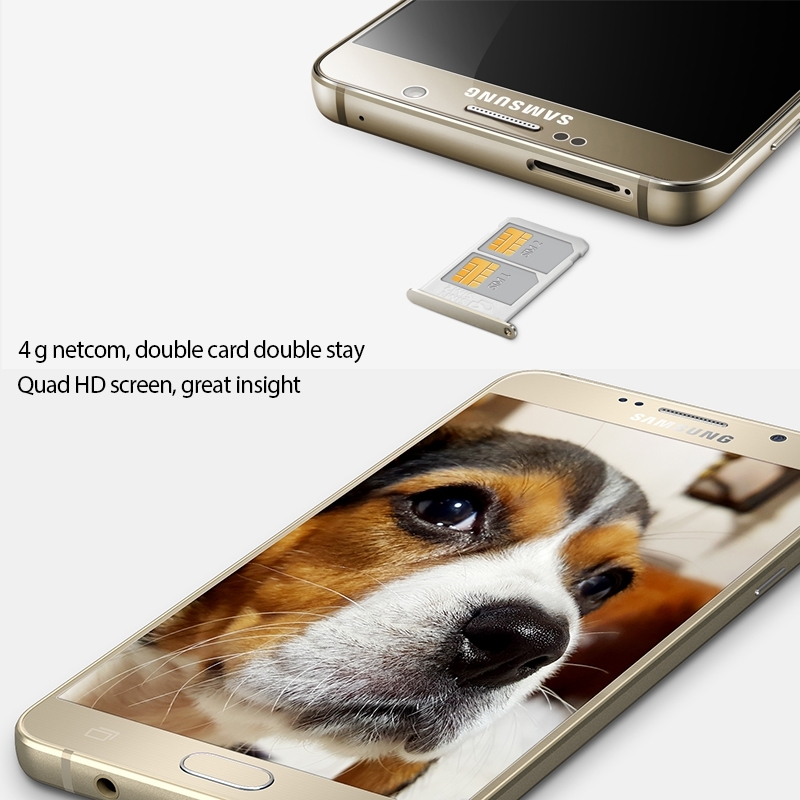 SAMSUNG
4 g netcom, double card double stay
Quad HD screen, great insight
SAMSUNG